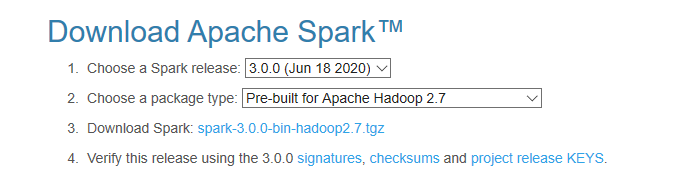 Download Apache Spark™
1. Choose a Spark release: 3.0.0 (Jun 18 2020)
2. Choose a package type: Pre-built for Apache Hadoop 2.7
3. Download Spark: spark-3.0.0-bin-hadoop2.7.tgz
4. Verify this release using the 3.0.0 signatures, checksums and project release KEYS.